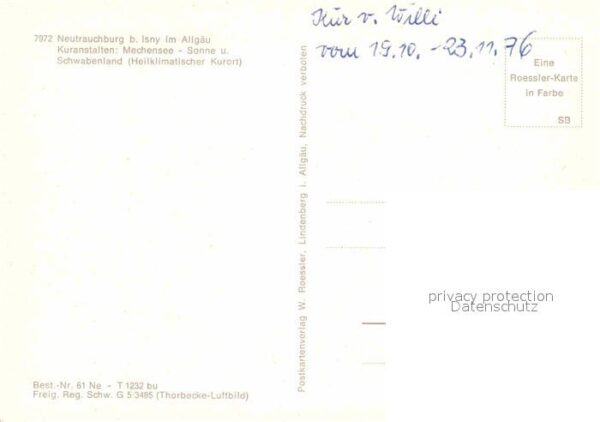 7972 Neutrauchburg b. Isny im Allgäu
Kuranstalten: Mechensee - Sonne u.
Schwabenland (Heilklimatischer Kurort)
Kur v. Willi
vom 19.10. - 23.11.76
Eine
Roessler-Karte
in Farbe
SB
Postkartenverlag W. Roessler, Lindenberg i. Allgäu, Nachdruck verboten
privacy protection
Datenschutz
Best.-Nr. 61 Ne - T 1232 bu
Freig. Reg. Schw. G 5 3485 (Thorbecke-Luftbild)